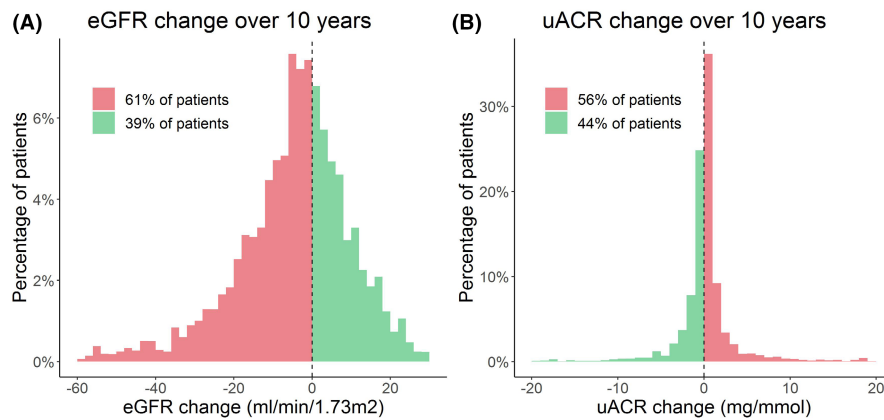 (A) eGFR change over 10 years
61% of patients
39% of patients
Percentage of patients
6%
4%
2%
0%
-60 -40 -20 0 20
eGFR change (ml/min/1.73m2)
(B) uACR change over 10 years
56% of patients
44% of patients
Percentage of patients
30%
20%
10%
0%
-20 -10 0 10 20
uACR change (mg/mmol)